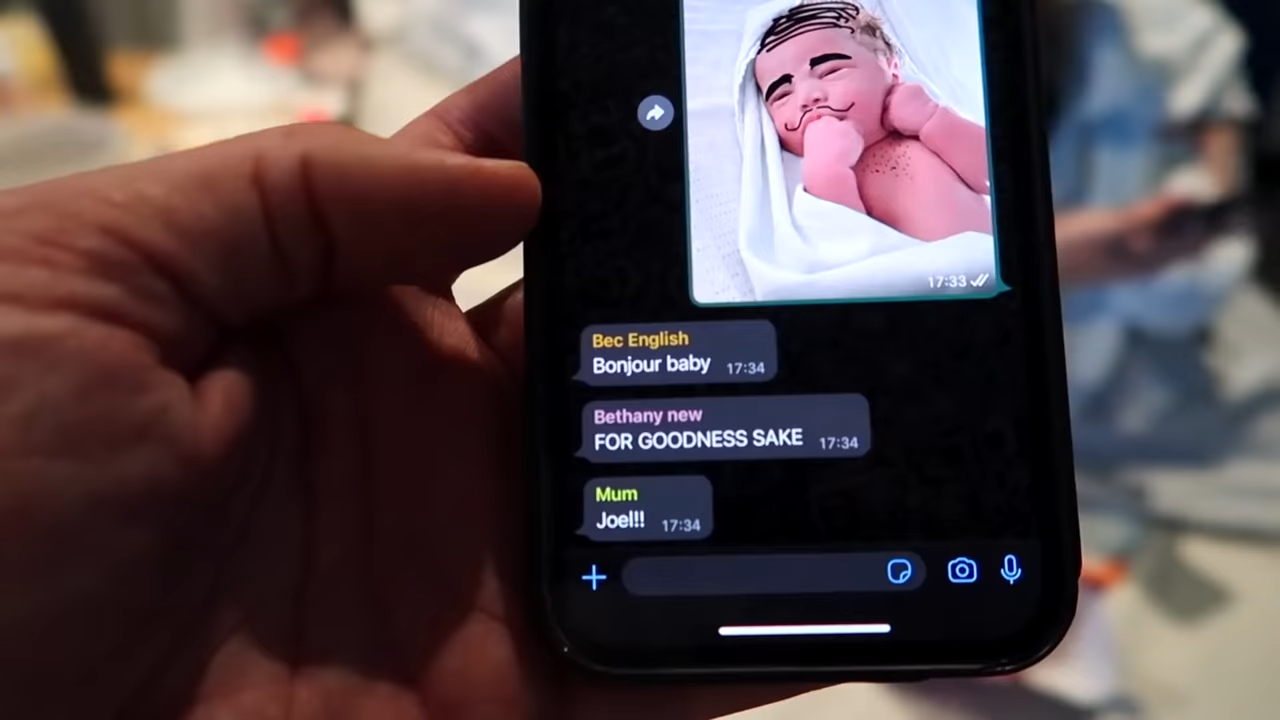 17:33
Bec English
Bonjour baby 17:34
Bethany new
FOR GOODNESS SAKE 17:34
Mum
Joel!! 17:34